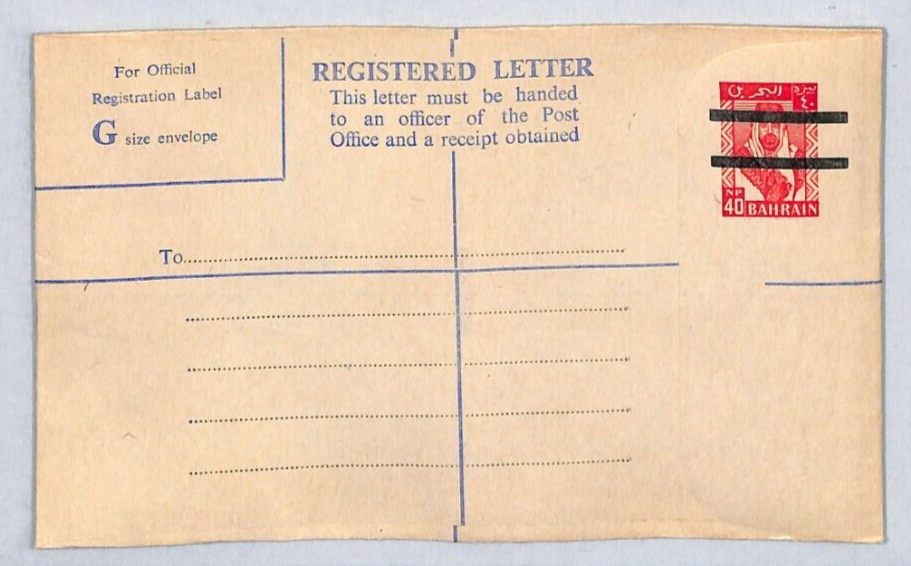 For Official
Registration Label
G size envelope
REGISTERED LETTER
This letter must be handed
to an officer of the Post
Office and a receipt obtained
البحرين
٤٠
NP
40 BAHRAIN
To